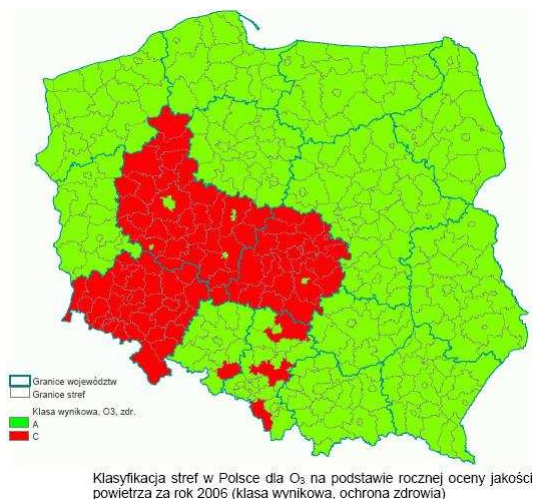 Granice województw
Granice stref
Klasa wynikowa, O3, zdr.
A
C
Klasyfikacja stref w Polsce dla O₃ na podstawie rocznej oceny jakości
powietrza za rok 2006 (klasa wynikowa, ochrona zdrowia)